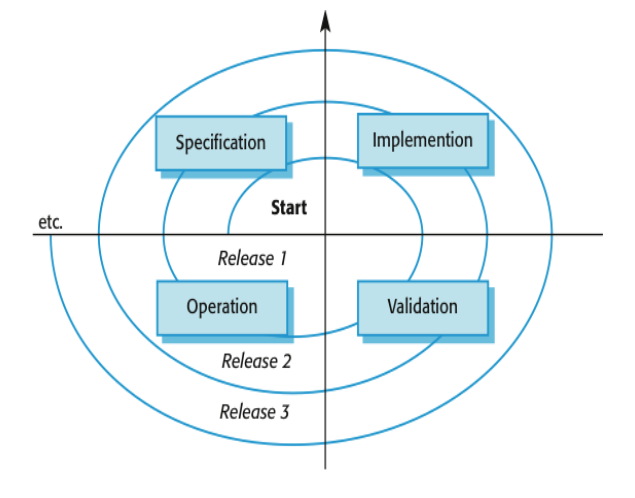 Specification
Implemention
Start
etc.
Release 1
Operation
Validation
Release 2
Release 3